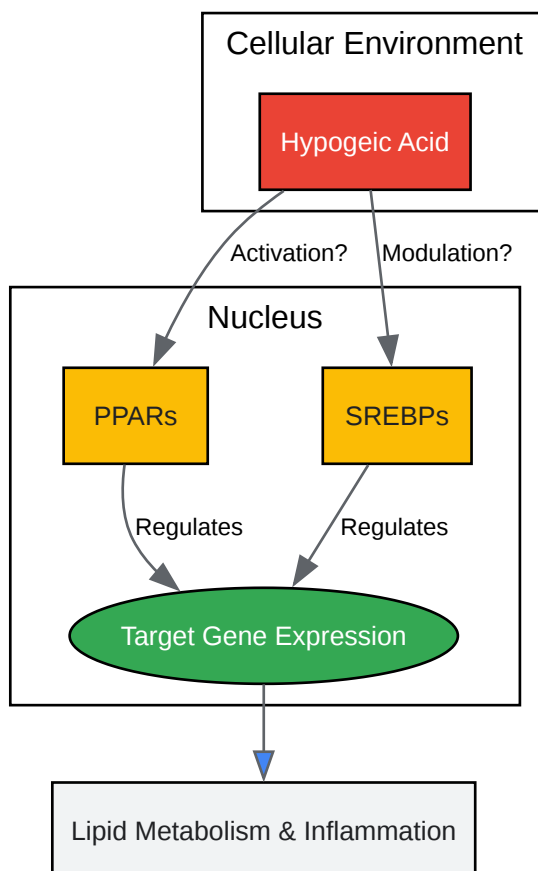 Cellular Environment
Hypogeic Acid
Activation?
Modulation?
Nucleus
PPARs
SREBPs
Regulates
Regulates
Target Gene Expression
Lipid Metabolism & Inflammation